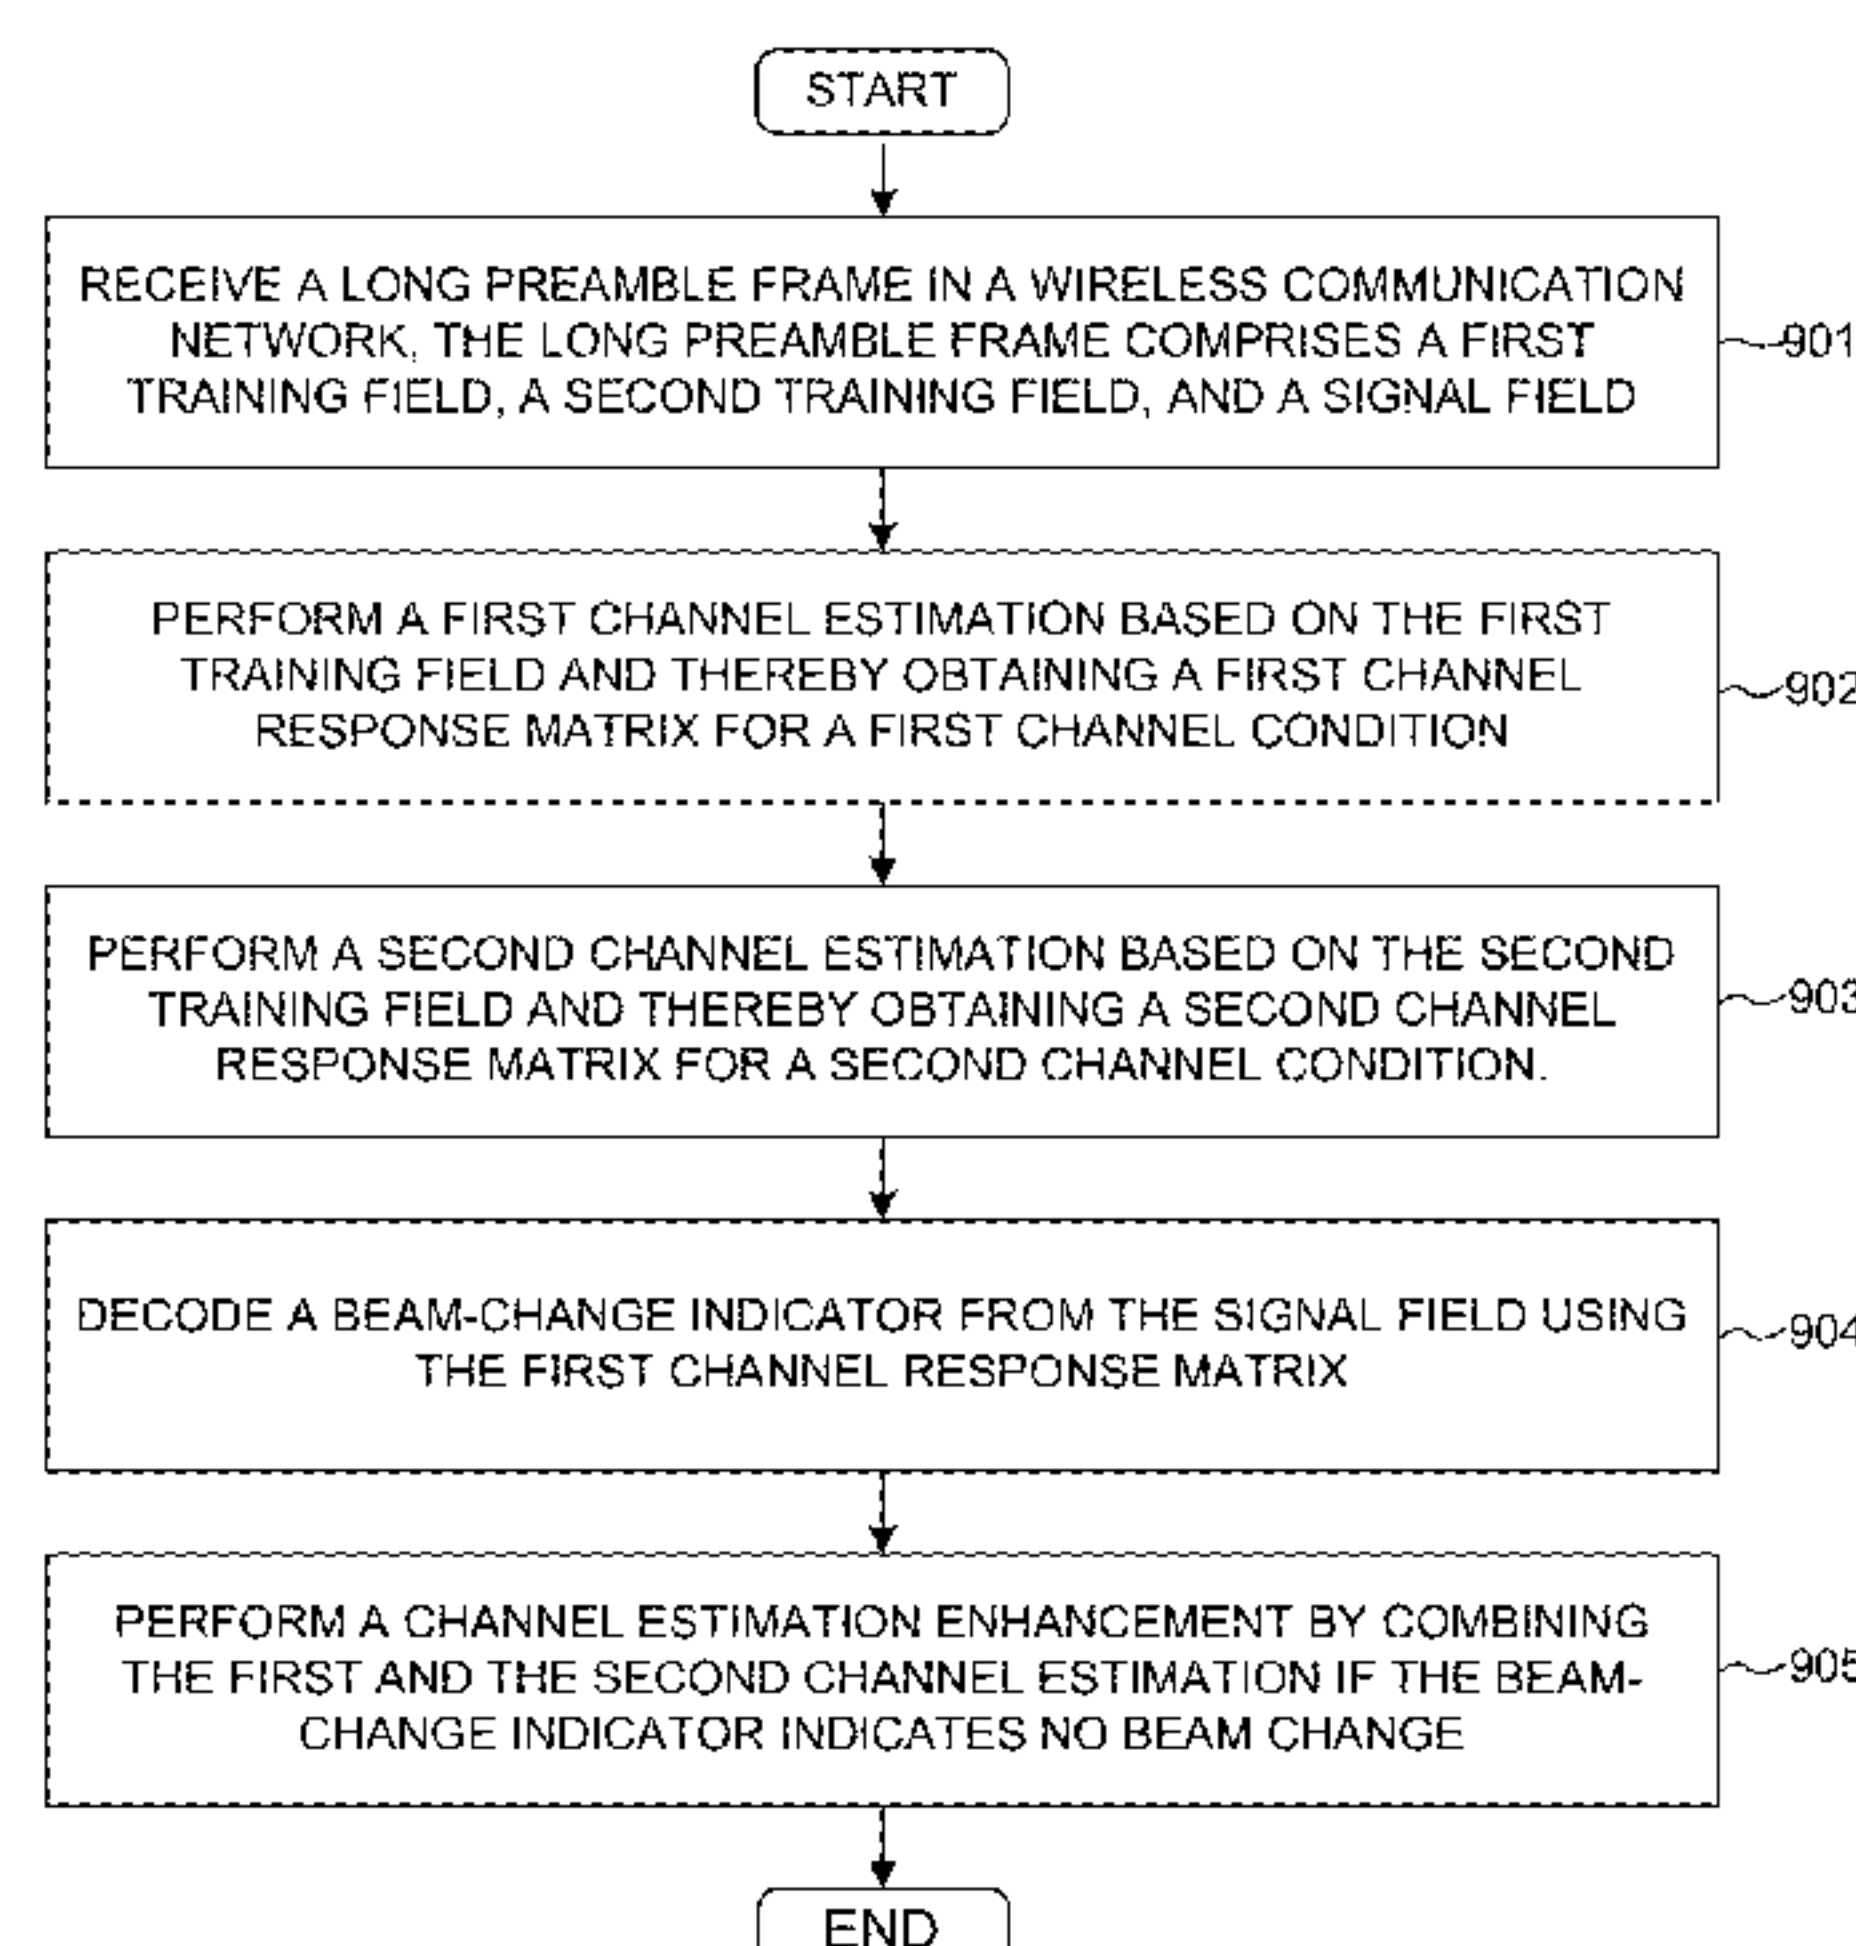 START
RECEIVE A LONG PREAMBLE FRAME IN A WIRELESS COMMUNICATION
NETWORK, THE LONG PREAMBLE FRAME COMPRISES A FIRST
TRAINING FIELD, A SECOND TRAINING FIELD, AND A SIGNAL FIELD
901
PERFORM A FIRST CHANNEL ESTIMATION BASED ON THE FIRST
TRAINING FIELD AND THEREBY OBTAINING A FIRST CHANNEL
RESPONSE MATRIX FOR A FIRST CHANNEL CONDITION
902
PERFORM A SECOND CHANNEL ESTIMATION BASED ON THE SECOND
TRAINING FIELD AND THEREBY OBTAINING A SECOND CHANNEL
RESPONSE MATRIX FOR A SECOND CHANNEL CONDITION.
903
DECODE A BEAM-CHANGE INDICATOR FROM THE SIGNAL FIELD USING
THE FIRST CHANNEL RESPONSE MATRIX
904
PERFORM A CHANNEL ESTIMATION ENHANCEMENT BY COMBINING
THE FIRST AND THE SECOND CHANNEL ESTIMATION IF THE BEAM-
CHANGE INDICATOR INDICATES NO BEAM CHANGE
905
END